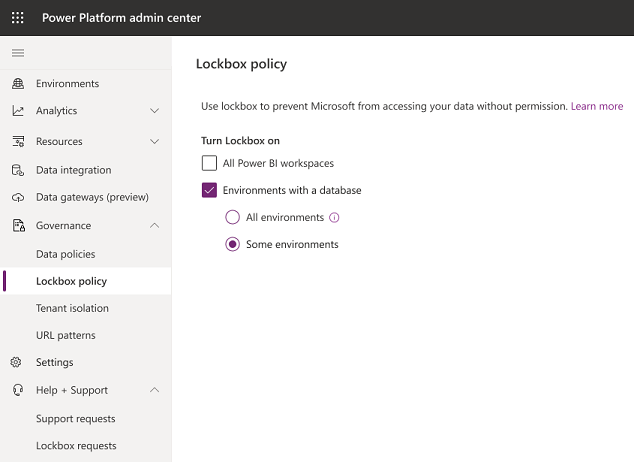 Power Platform admin center
Environments
Analytics
Resources
Data integration
Data gateways (preview)
Governance
Data policies
Lockbox policy
Tenant isolation
URL patterns
Settings
Help + Support
Support requests
Lockbox requests
Lockbox policy
Use lockbox to prevent Microsoft from accessing your data without permission. Learn more
Turn Lockbox on
All Power BI workspaces
Environments with a database
All environments
Some environments